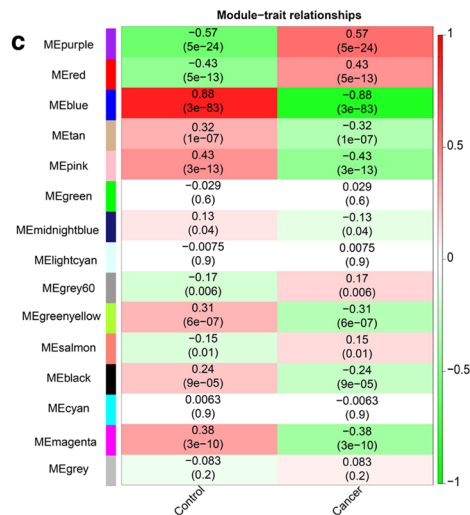 Module−trait relationships
c
MEpurple −0.57 0.57 1
(5e−24) (5e−24)
MEred −0.43 0.43
(5e−13) (5e−13)
MEblue 0.88 −0.88
(3e−83) (3e−83)
MEtan 0.32 −0.32 0.5
(1e−07) (1e−07)
MEpink 0.43 −0.43
(3e−13) (3e−13)
MEgreen −0.029 0.029
(0.6) (0.6)
MEmidnightblue 0.13 −0.13
(0.04) (0.04)
MElightcyan −0.0075 0.0075 0
(0.9) (0.9)
MEgrey60 −0.17 0.17
(0.006) (0.006)
MEgreenyellow 0.31 −0.31
(6e−07) (6e−07)
MEsalmon −0.15 0.15
(0.01) (0.01)
MEblack 0.24 −0.24 −0.5
(9e−05) (9e−05)
MEcyan 0.0063 −0.0063
(0.9) (0.9)
MEmagenta 0.38 −0.38
(3e−10) (3e−10)
MEgrey −0.083 0.083
(0.2) (0.2) −1
Control Cancer